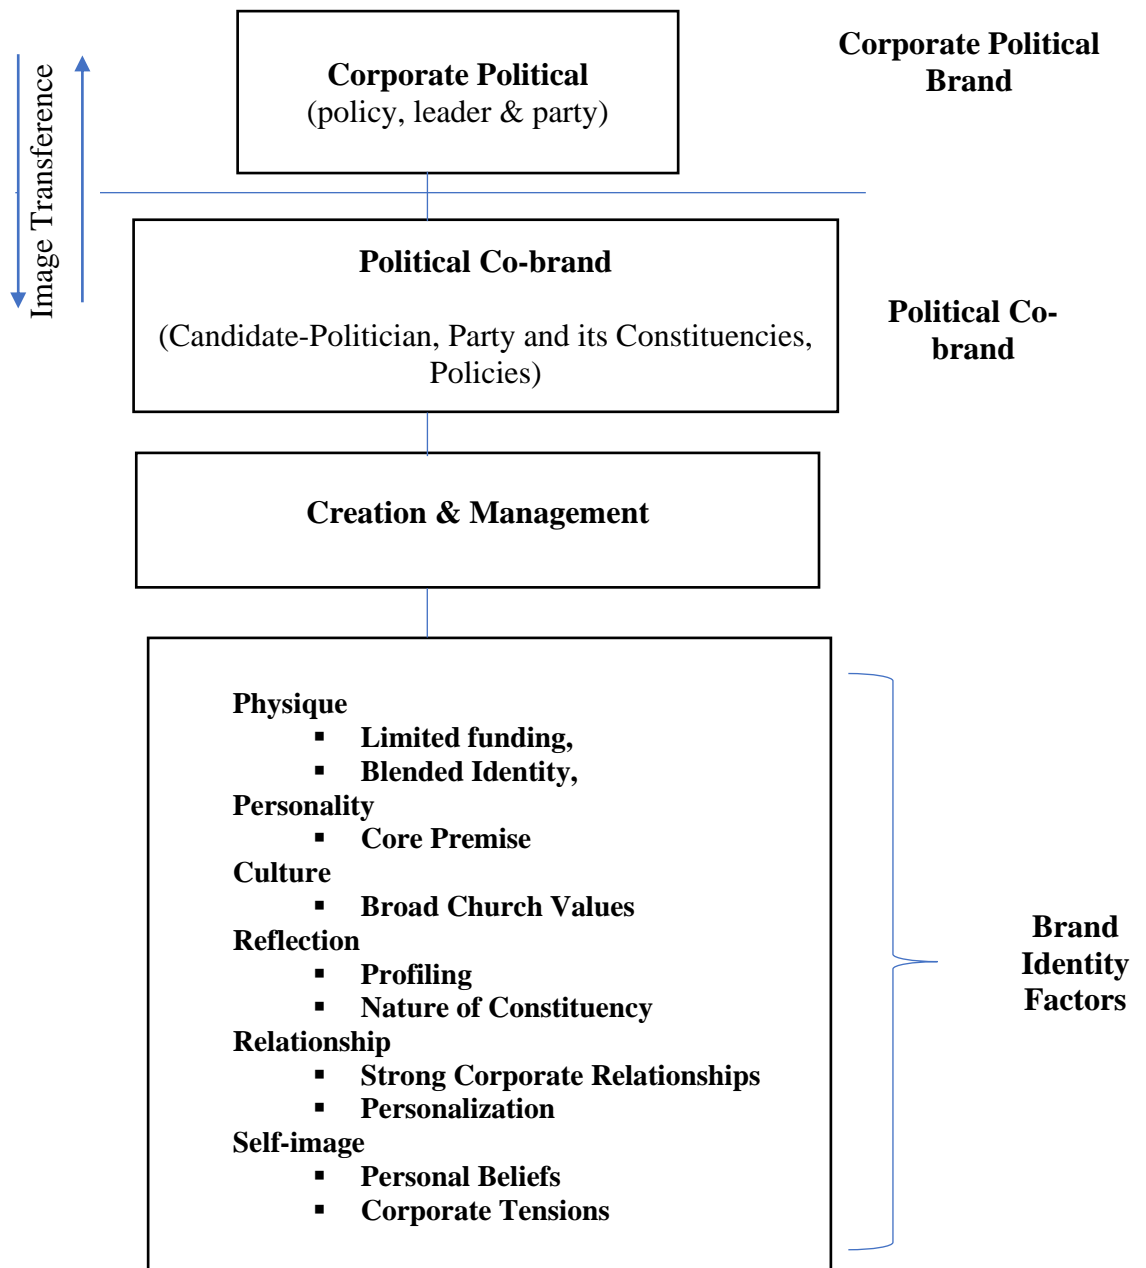 Image Transference
Corporate Political
(policy, leader & party)
Corporate Political
Brand
Political Co-brand
(Candidate-Politician, Party and its Constituencies,
Policies)
Political Co-
brand
Creation & Management
Physique
▪ Limited funding,
▪ Blended Identity,
Personality
▪ Core Premise
Culture
▪ Broad Church Values
Reflection
▪ Profiling
▪ Nature of Constituency
Relationship
▪ Strong Corporate Relationships
▪ Personalization
Self-image
▪ Personal Beliefs
▪ Corporate Tensions
Brand
Identity
Factors